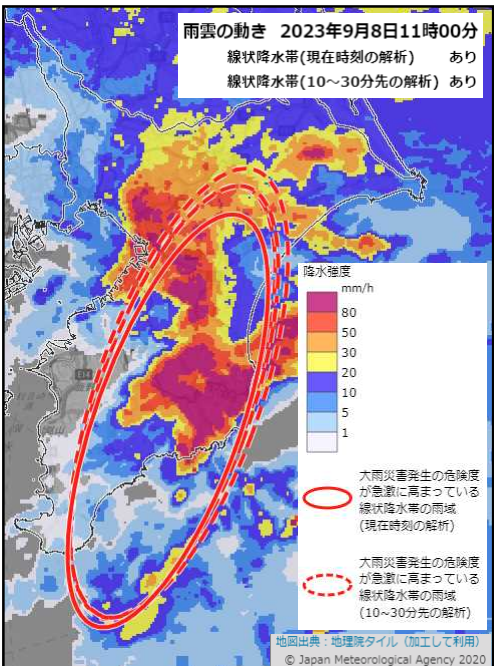 雨雲の動き 2023年9月8日11時00分
線状降水帯(現在時刻の解析) あり
線状降水帯(10～30分先の解析) あり
降水強度
mm/h
80
50
30
20
10
5
1
大雨災害発生の危険度
が急激に高まっている
線状降水帯の雨域
(現在時刻の解析)
大雨災害発生の危険度
が急激に高まっている
線状降水帯の雨域
(10～30分先の解析)
地図出典：地理院タイル（加工して利用）
© Japan Meteorological Agency 2020